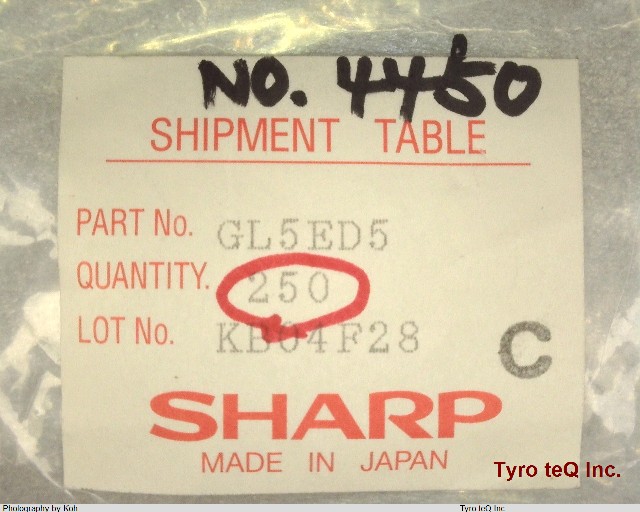 NO. 4450
SHIPMENT TABLE
PART No. GL5ED5
QUANTITY. 250
LOT No. KB04F28
C
SHARP
MADE IN JAPAN
Tyro teQ Inc.
Photography by Koh Tyro teQ Inc